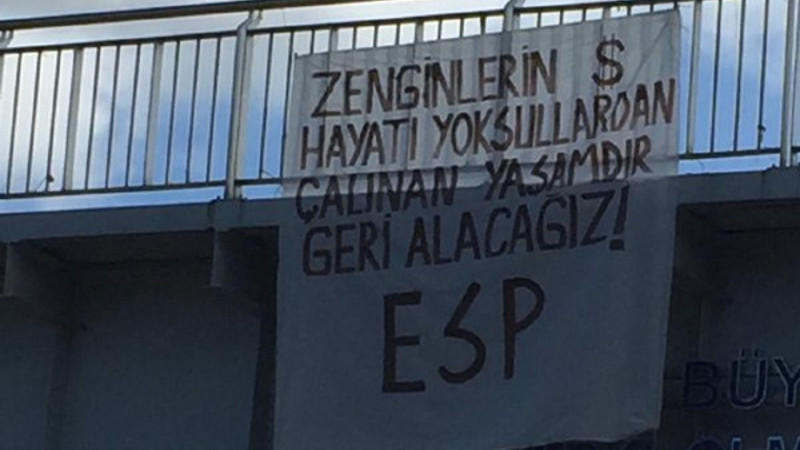 ZENGİNLERİN $
HAYATI YOKSULLARDAN
ÇALINAN YAŞAMDIR
GERİ ALACAĞIZ!
ESP
BÜY